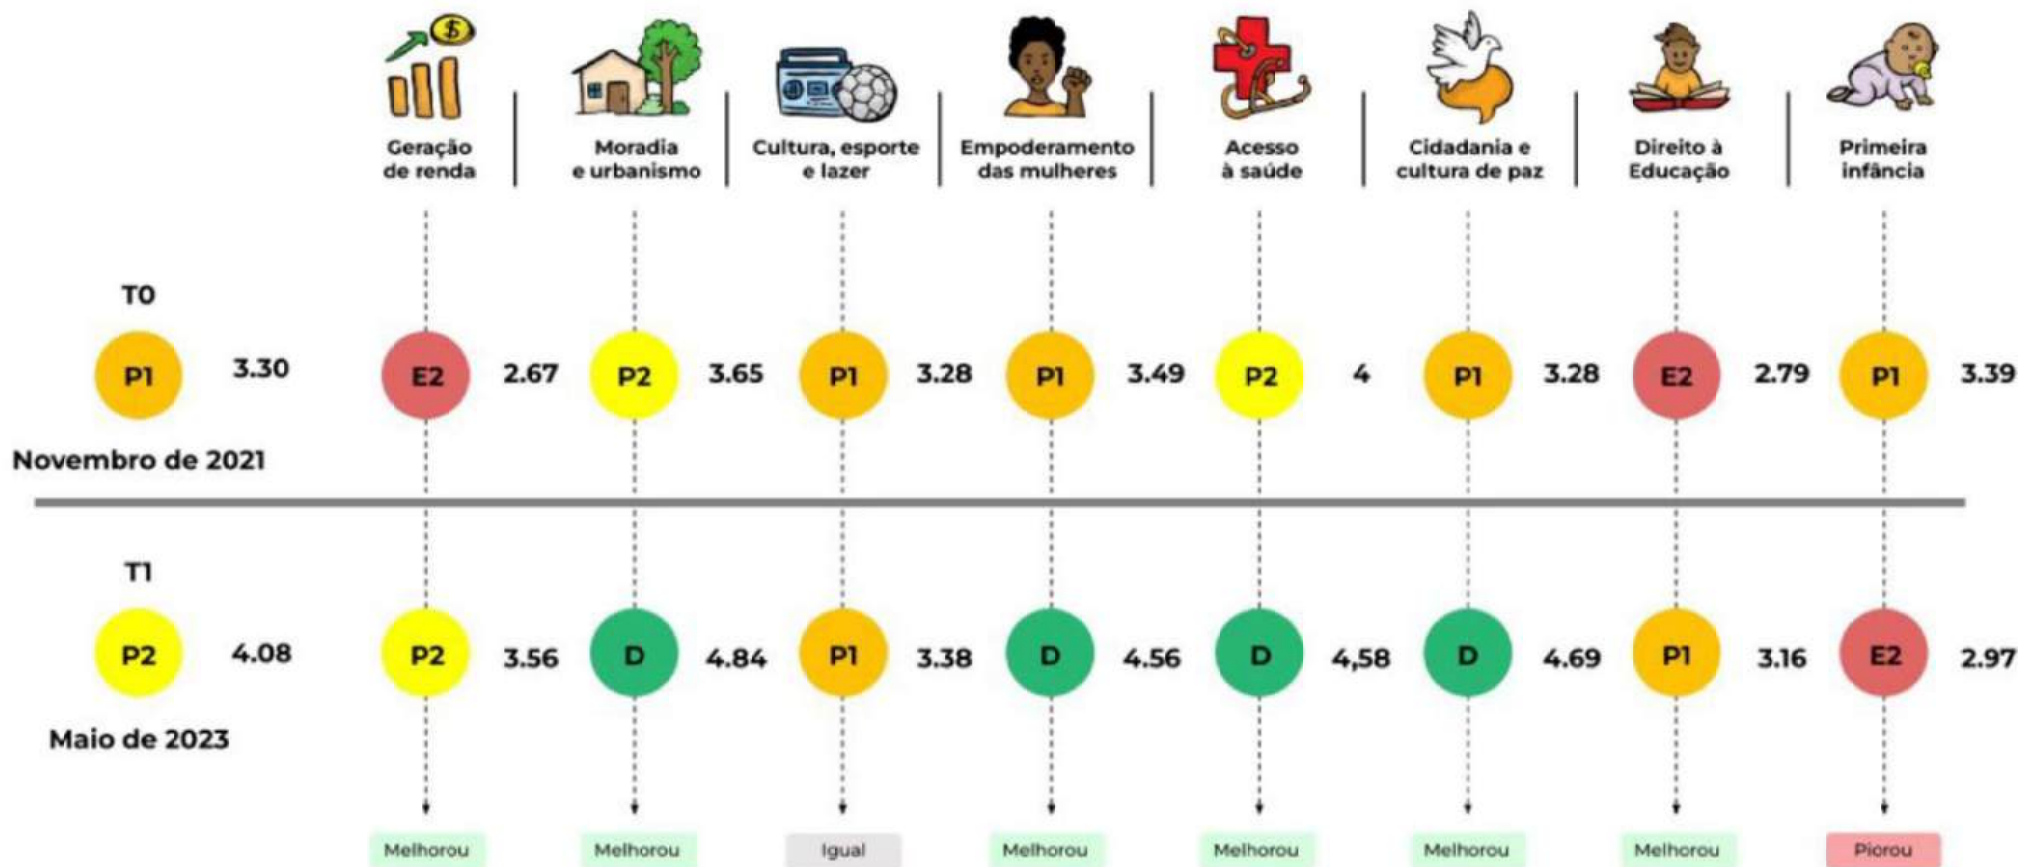 $
Geração
de renda
Moradia
e urbanismo
Cultura, esporte
e lazer
Empoderamento
das mulheres
Acesso
à saúde
Cidadania e
cultura de paz
Direito à
Educação
Primeira
infância
T0
P1 3.30 E2 2.67 P2 3.65 P1 3.28 P1 3.49 P2 4 P1 3.28 E2 2.79 P1 3.39
Novembro de 2021
T1
P2 4.08 P2 3.56 D 4.84 P1 3.38 D 4.56 D 4,58 D 4.69 P1 3.16 E2 2.97
Maio de 2023
Melhorou Melhorou Igual Melhorou Melhorou Melhorou Melhorou Piorou